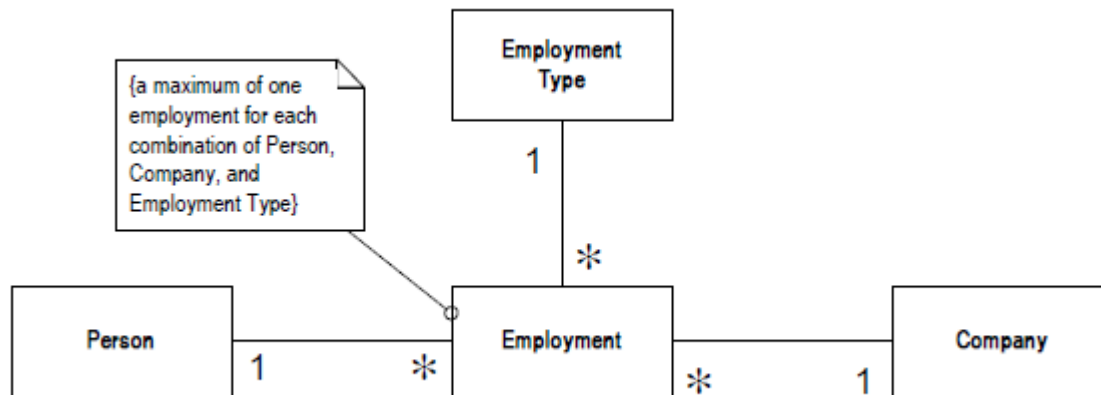 Employment
Type
{a maximum of one
employment for each
combination of Person,
Company, and
Employment Type}
1
*
Person
1
*
Employment
*
1
Company